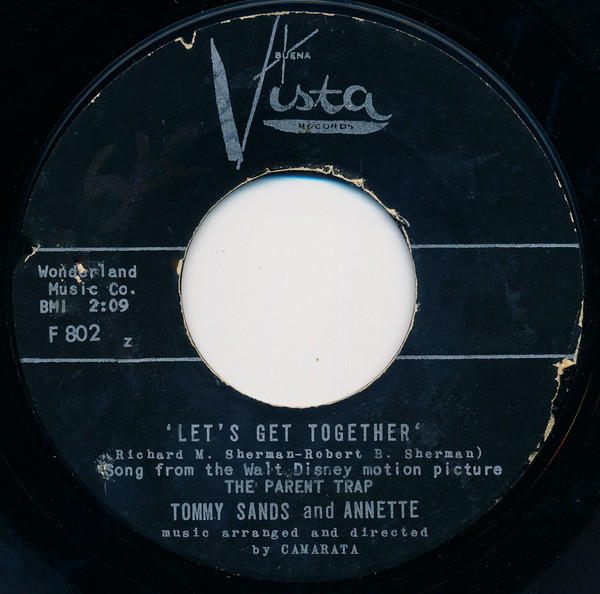 BUENA
Vista
RECORDS
Wonderland
Music Co.
BMI 2:09
F 802 z
‘LET'S GET TOGETHER‘
(Richard M. Sherman-Robert B. Sherman)
Song from the Walt Disney motion picture
THE PARENT TRAP
TOMMY SANDS and ANNETTE
music arranged and directed
by CAMARATA